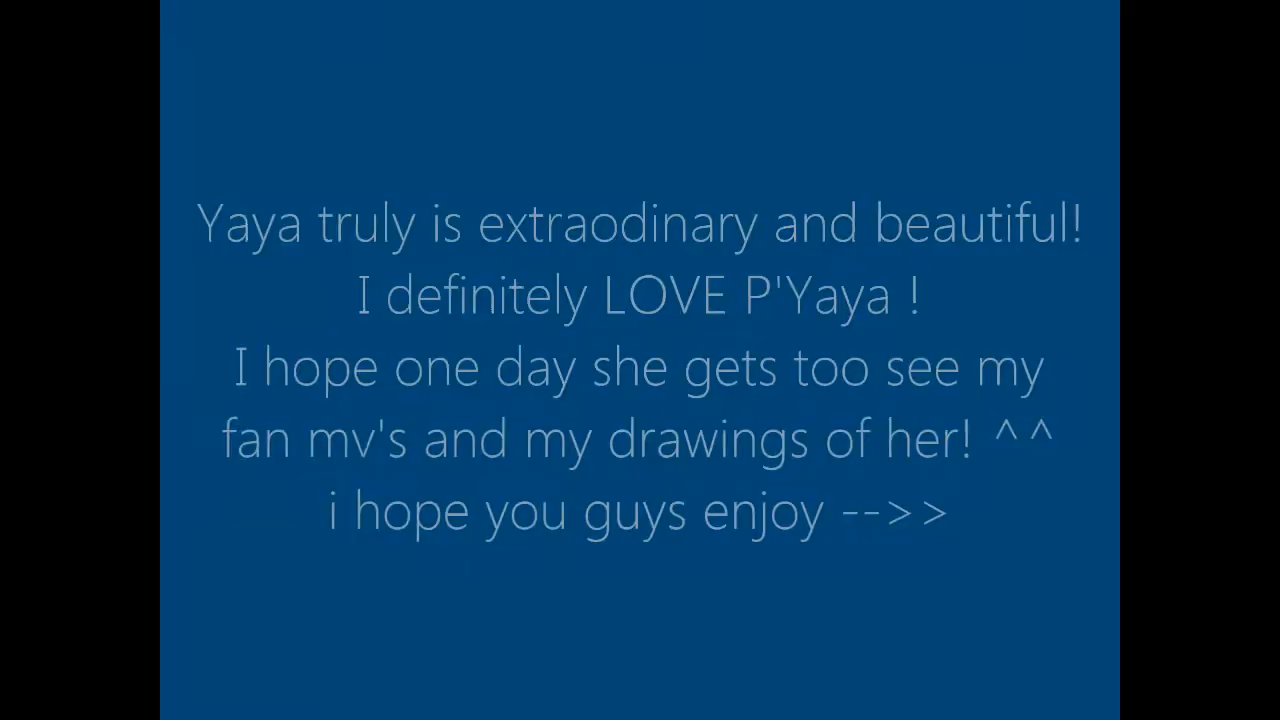 Yaya truly is extraodinary and beautiful!
I definitely LOVE P'Yaya !
I hope one day she gets too see my
fan mv's and my drawings of her! ^^
i hope you guys enjoy -->>